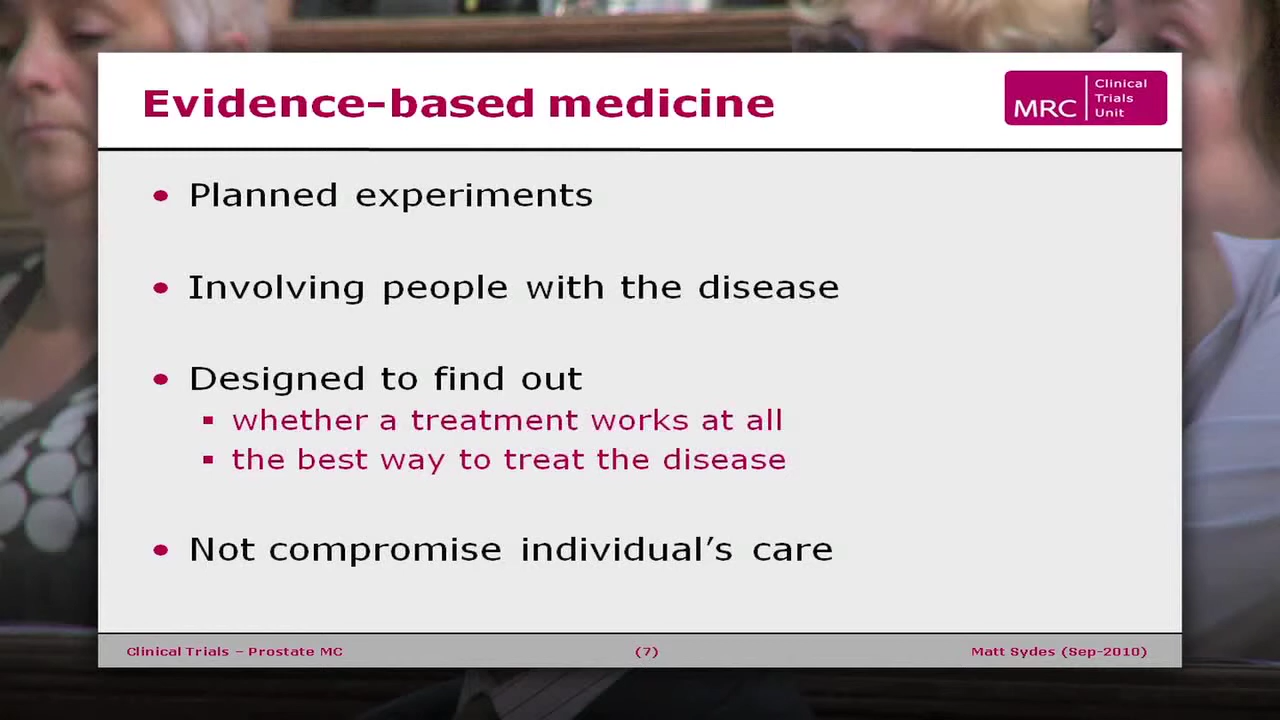 Evidence-based medicine
MRC
Clinical
Trials
Unit
• Planned experiments
• Involving people with the disease
• Designed to find out
▪ whether a treatment works at all
▪ the best way to treat the disease
• Not compromise individual’s care
Clinical Trials – Prostate MC
(7)
Matt Sydes (Sep-2010)